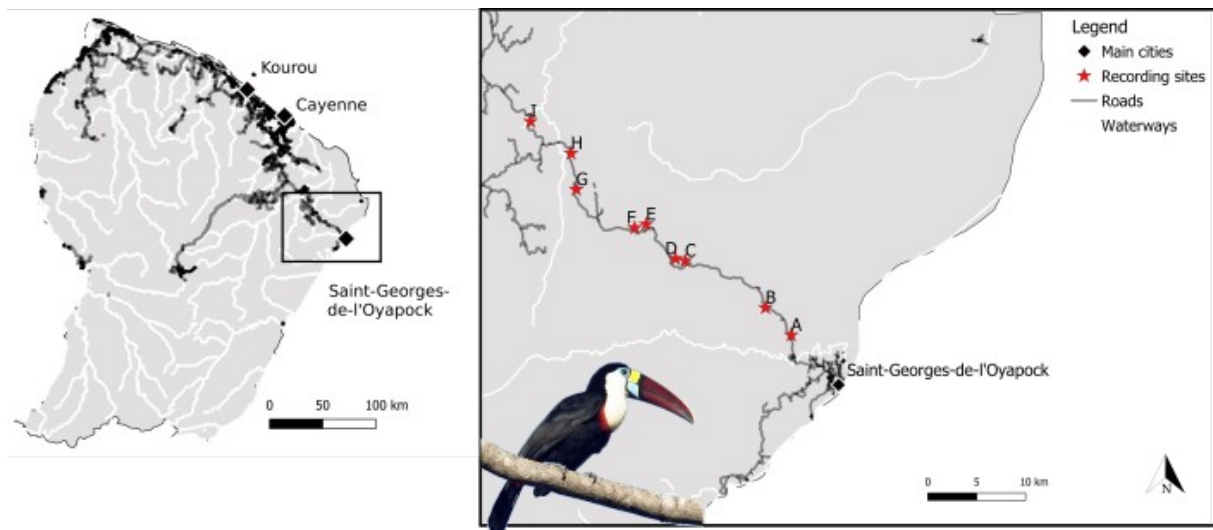 Kourou
Cayenne
Saint-Georges-
de-l'Oyapock
0 50 100 km
Legend
Main cities
Recording sites
Roads
Waterways
I
H
G
F E
D C
B
A
Saint-Georges-de-l'Oyapock
0 5 10 km
N